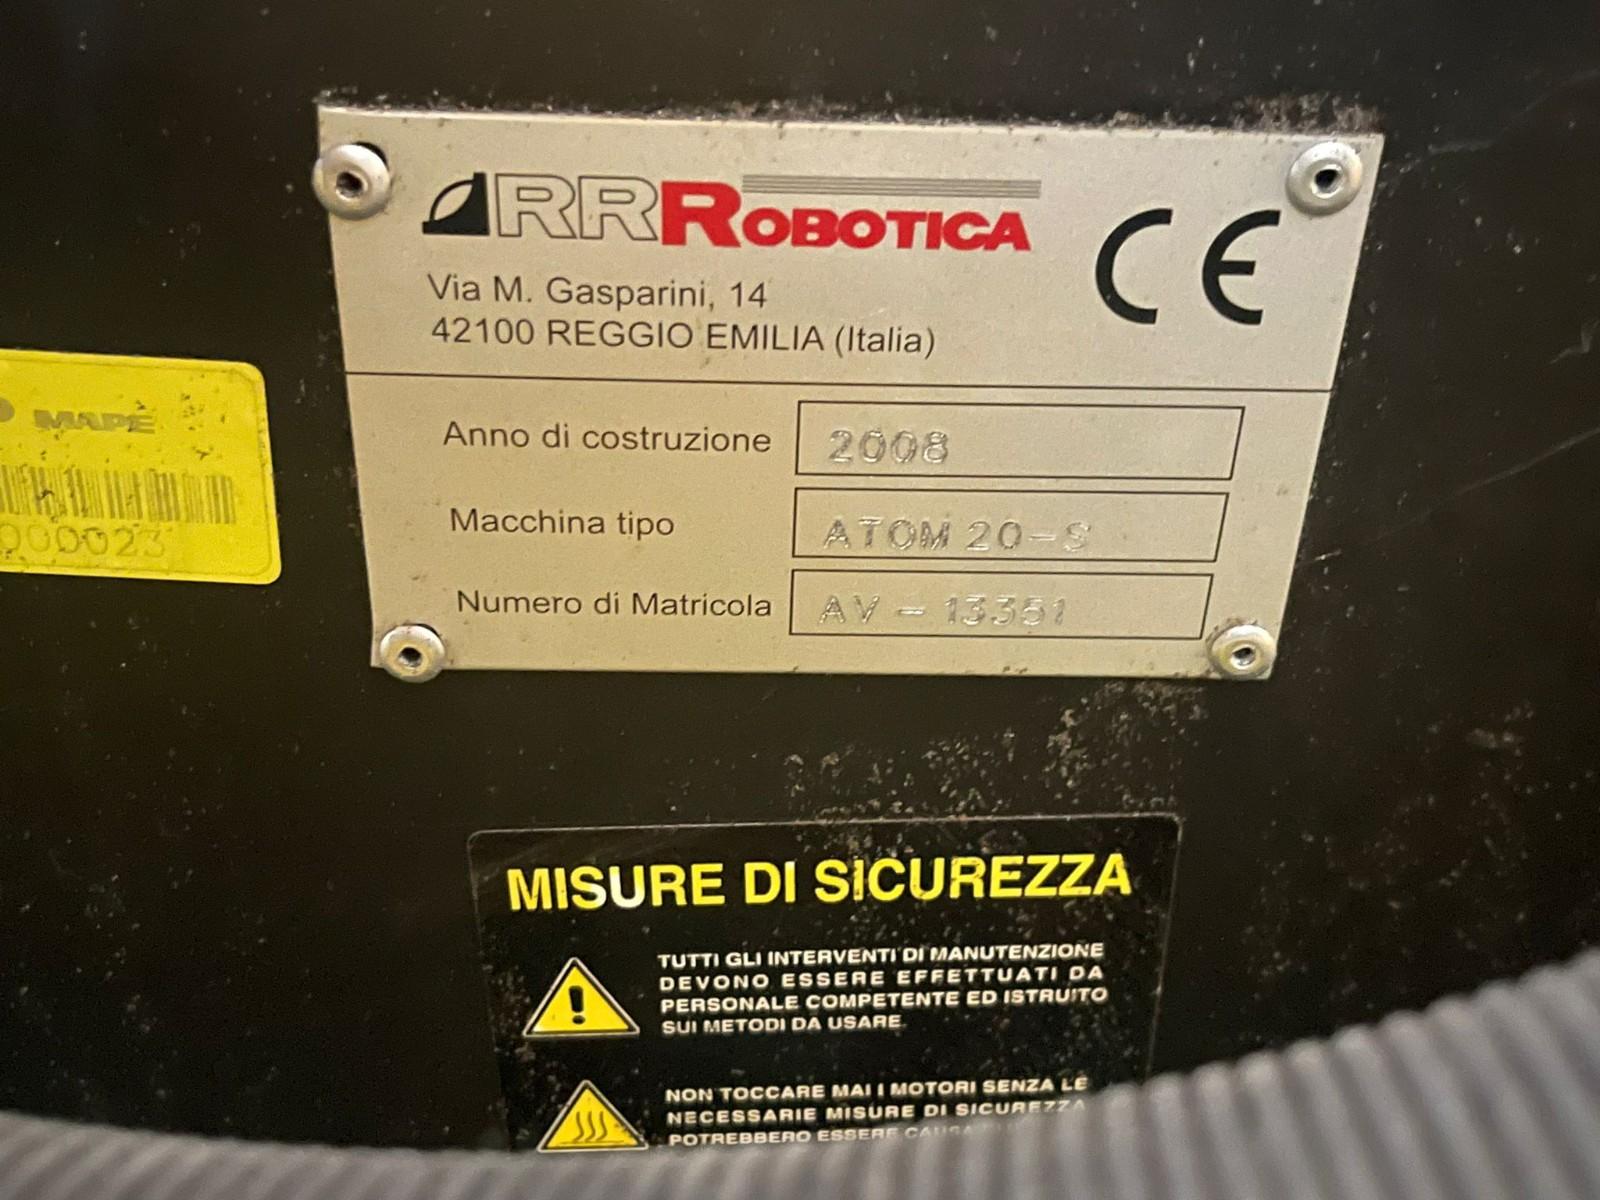 RRROBOTICA
CE
Via M. Gasparini, 14
42100 REGGIO EMILIA (Italia)
Anno di costruzione 2008
Macchina tipo ATOM 20-S
Numero di Matricola AV - 13351
MAPE
000023
MISURE DI SICUREZZA
TUTTI GLI INTERVENTI DI MANUTENZIONE
DEVONO ESSERE EFFETTUATI DA
PERSONALE COMPETENTE ED ISTRUITO
SUI METODI DA USARE.
NON TOCCARE MAI I MOTORI SENZA LE
NECESSARIE MISURE DI SICUREZZA
POTREBBERO ESSERE